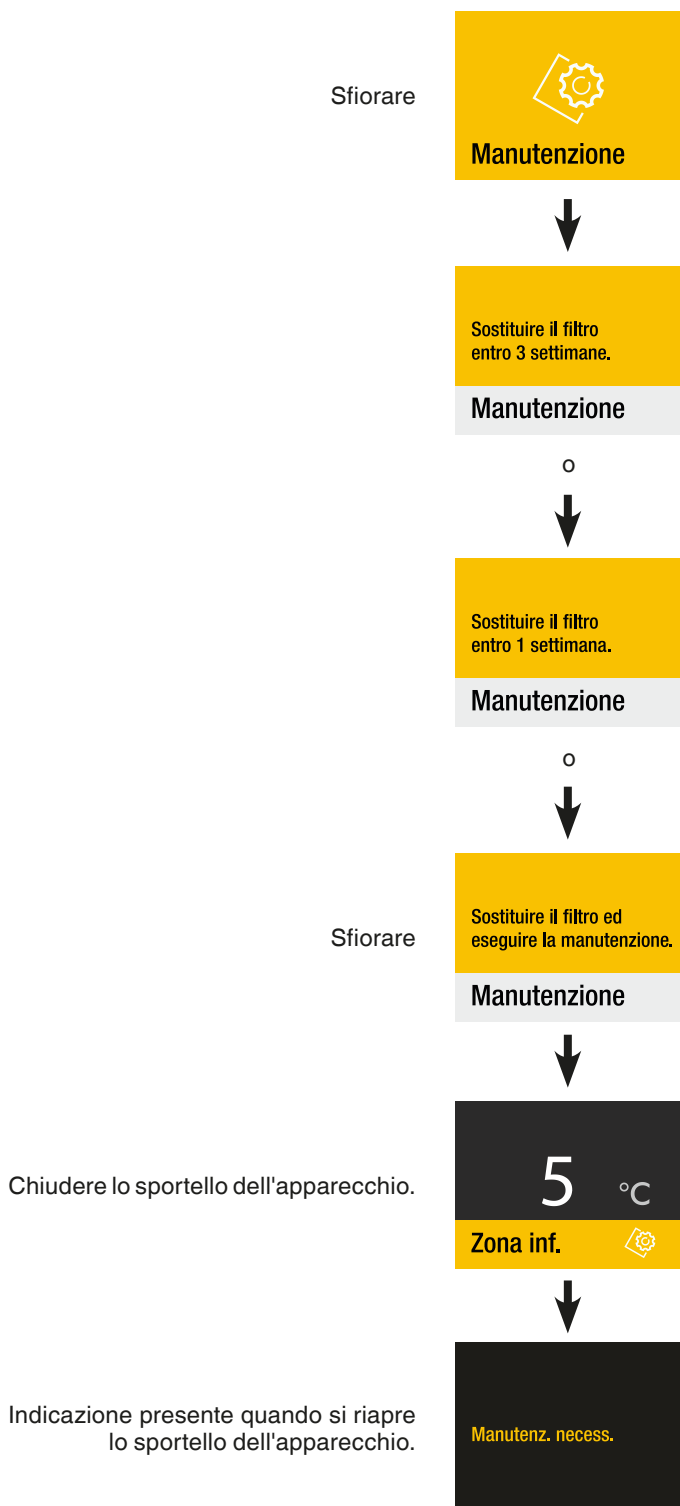 Sfiorare
Manutenzione
Sostituire il filtro
entro 3 settimane.
Manutenzione
o
Sostituire il filtro
entro 1 settimana.
Manutenzione
o
Sfiorare
Sostituire il filtro ed
eseguire la manutenzione.
Manutenzione
Chiudere lo sportello dell'apparecchio.
5 °C
Zona inf.
Indicazione presente quando si riapre
lo sportello dell'apparecchio.
Manutenz. necess.